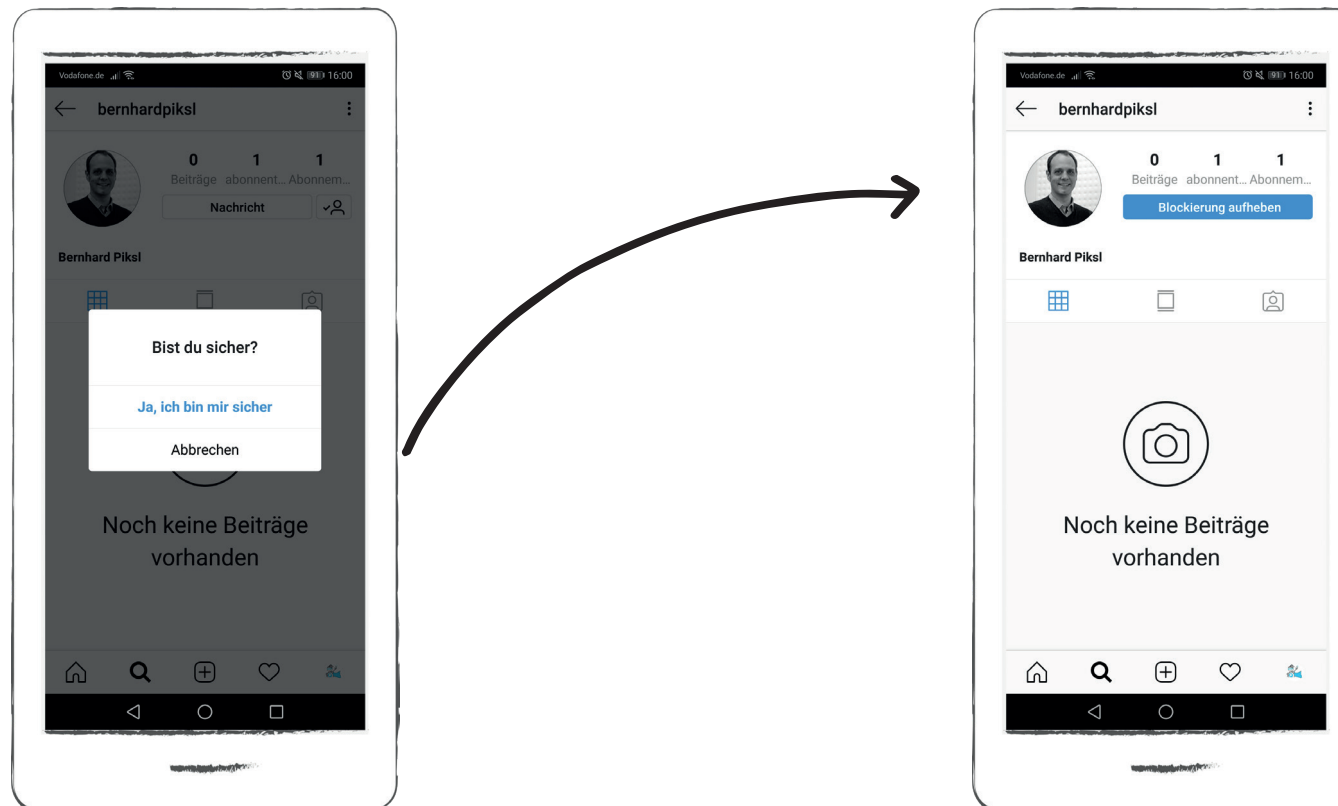 Vodafone.de 91 16:00
bernhardpiksl
0 1 1
Beiträge abonnent... Abonnem...
Nachricht
Bernhard Piksl
Bist du sicher?
Ja, ich bin mir sicher
Abbrechen
Noch keine Beiträge
vorhanden
Vodafone.de 91 16:00
bernhardpiksl
0 1 1
Beiträge abonnent... Abonnem...
Blockierung aufheben
Bernhard Piksl
Noch keine Beiträge
vorhanden